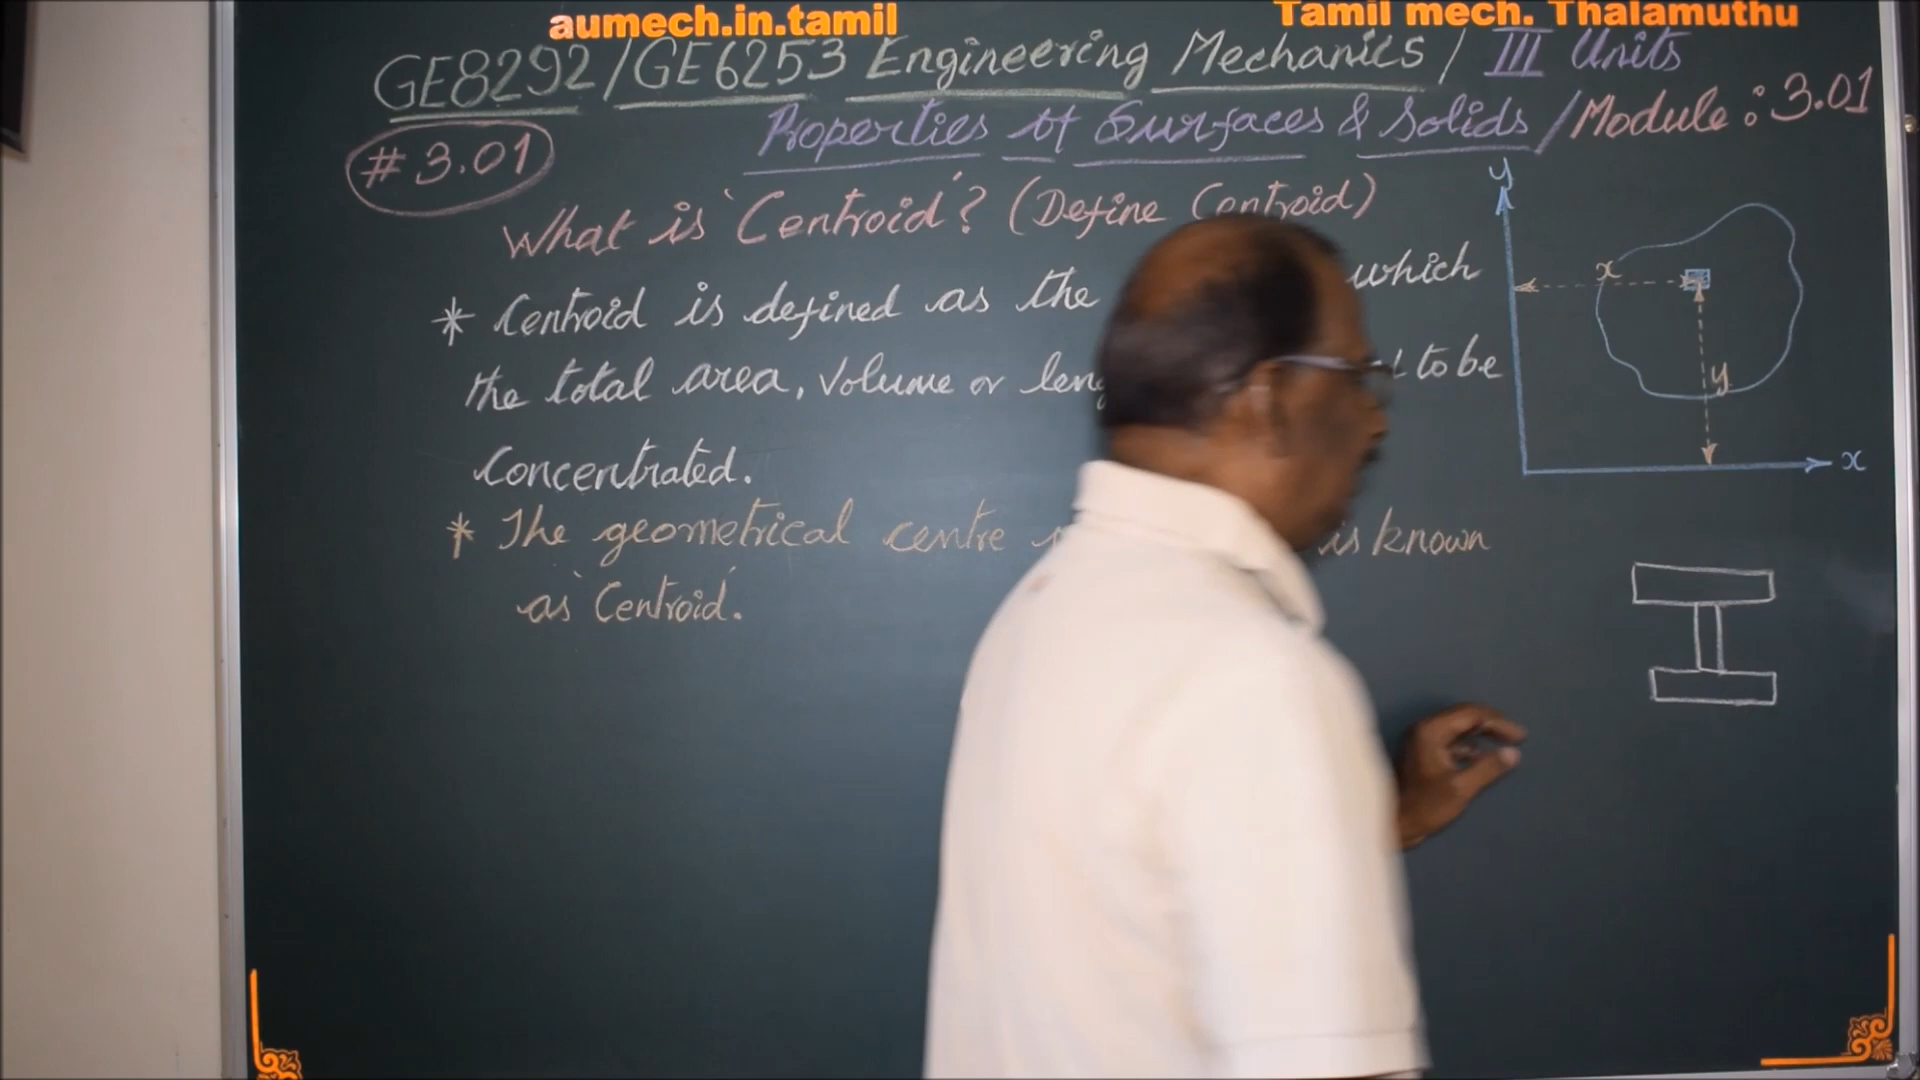 aumech.in.tamil
Tamil mech. Thalamuthu
GE8292/GE6253 Engineering Mechanics / III Units
Properties of Surfaces & Solids / Module : 3.01
# 3.01
What is 'Centroid'? (Define Centroid)
* Centroid is defined as the which
the total area, Volume or to be
Concentrated.
* The geometrical centre is known
as 'Centroid'.
y
x
y
x